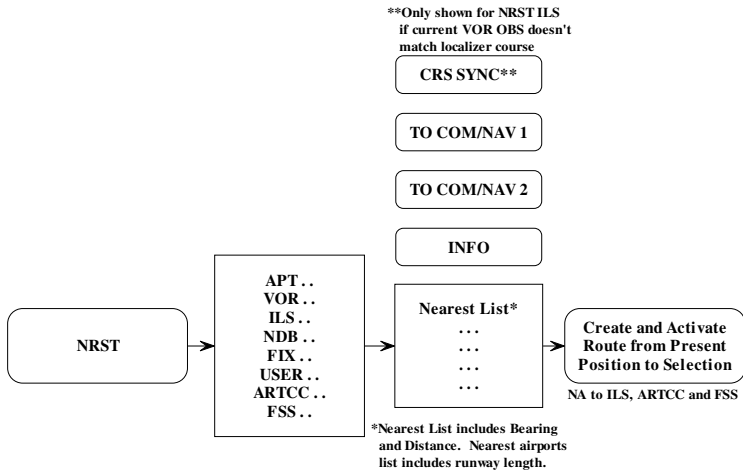 **Only shown for NRST ILS
if current VOR OBS doesn't
match localizer course
CRS SYNC**
TO COM/NAV 1
TO COM/NAV 2
INFO
NRST
APT . .
VOR . .
ILS . .
NDB . .
FIX . .
USER . .
ARTCC . .
FSS . .
Nearest List*
. . .
. . .
. . .
. . .
Create and Activate
Route from Present
Position to Selection
NA to ILS, ARTCC and FSS
*Nearest List includes Bearing
and Distance. Nearest airports
list includes runway length.